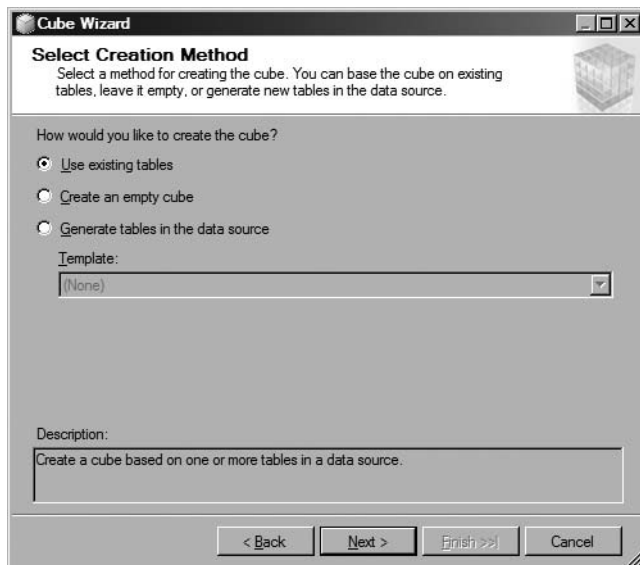 Cube Wizard
Select Creation Method
Select a method for creating the cube. You can base the cube on existing
tables, leave it empty, or generate new tables in the data source.
How would you like to create the cube?
Use existing tables
Create an empty cube
Generate tables in the data source
Template:
(None)
Description:
Create a cube based on one or more tables in a data source.
< Back Next > Finish >>| Cancel